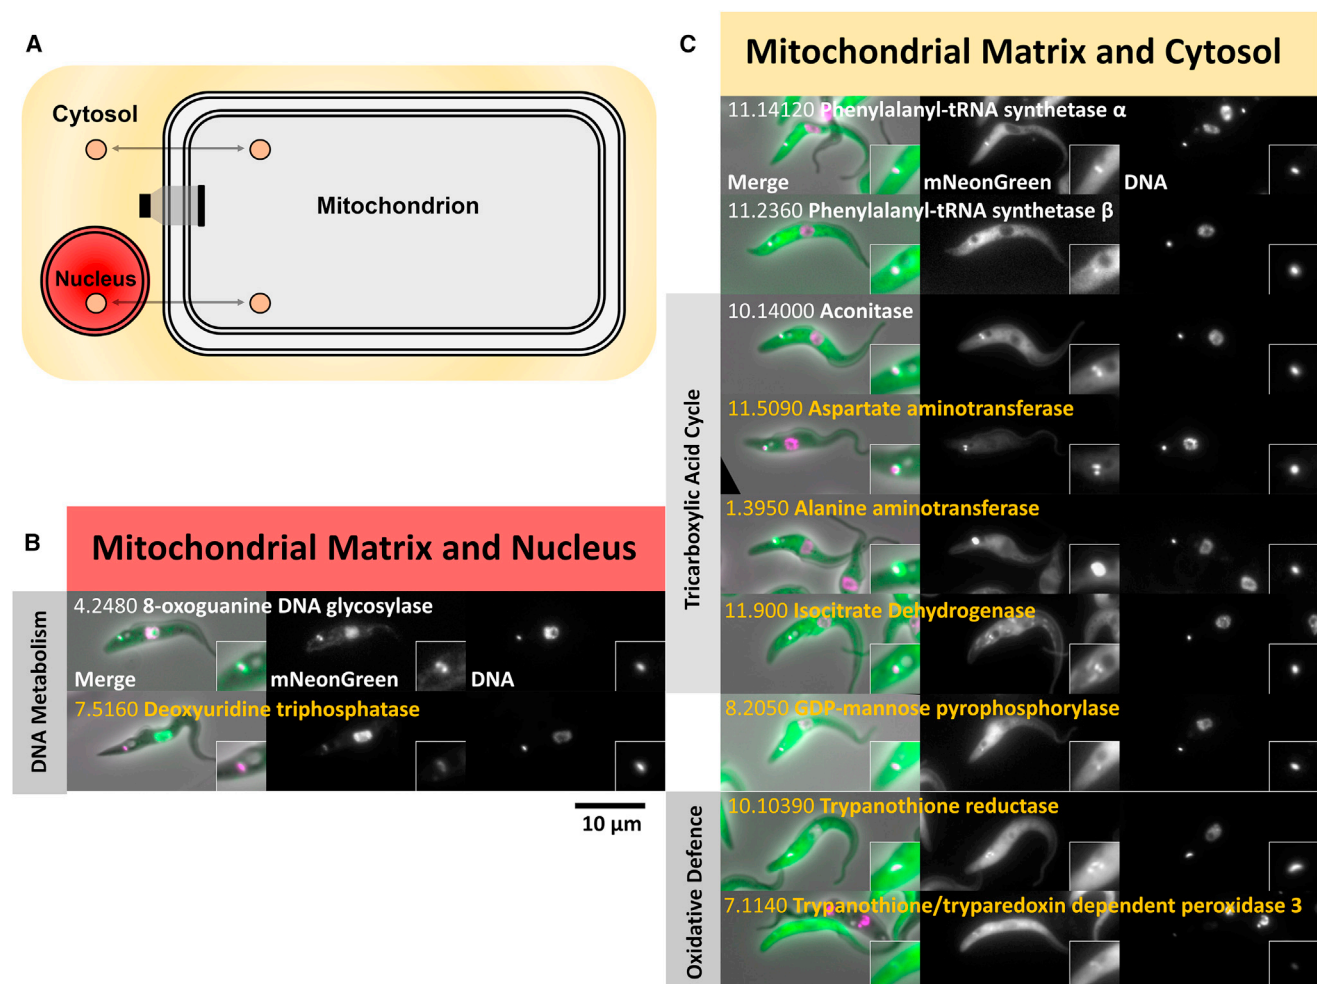 A
Cytosol
Mitochondrion
Nucleus
B
Mitochondrial Matrix and Nucleus
DNA Metabolism
4.2480 8-oxoguanine DNA glycosylase
Merge mNeonGreen DNA
7.5160 Deoxyuridine triphosphatase
10 µm
C
Mitochondrial Matrix and Cytosol
11.14120 Phenylalanyl-tRNA synthetase α
Merge mNeonGreen DNA
11.2360 Phenylalanyl-tRNA synthetase β
Tricarboxylic Acid Cycle
10.14000 Aconitase
11.5090 Aspartate aminotransferase
1.3950 Alanine aminotransferase
11.900 Isocitrate Dehydrogenase
8.2050 GDP-mannose pyrophosphorylase
Oxidative Defence
10.10390 Trypanothione reductase
7.1140 Trypanothione/tryparedoxin dependent peroxidase 3